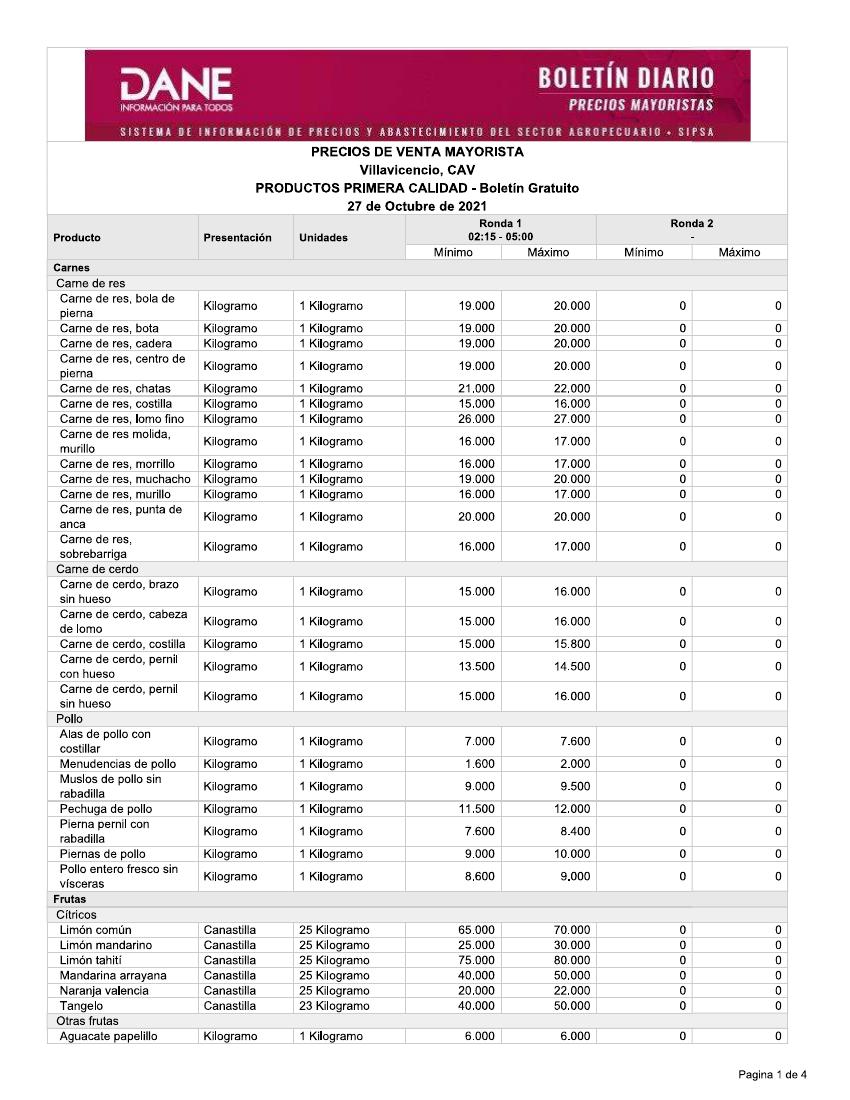 DANE
INFORMACIÓN PARA TODOS
BOLETÍN DIARIO
PRECIOS MAYORISTAS
SISTEMA DE INFORMACIÓN DE PRECIOS Y ABASTECIMIENTO DEL SECTOR AGROPECUARIO • SIPSA
PRECIOS DE VENTA MAYORISTA
Villavicencio, CAV
PRODUCTOS PRIMERA CALIDAD - Boletín Gratuito
27 de Octubre de 2021
Producto Presentación Unidades Ronda 1 Ronda 2
02:15 - 05:00 -
Mínimo Máximo Mínimo Máximo
Carnes
Carne de res
Carne de res, bola de
pierna Kilogramo 1 Kilogramo 19.000 20.000 0 0
Carne de res, bota Kilogramo 1 Kilogramo 19.000 20.000 0 0
Carne de res, cadera Kilogramo 1 Kilogramo 19.000 20.000 0 0
Carne de res, centro de
pierna Kilogramo 1 Kilogramo 19.000 20.000 0 0
Carne de res, chatas Kilogramo 1 Kilogramo 21.000 22.000 0 0
Carne de res, costilla Kilogramo 1 Kilogramo 15.000 16.000 0 0
Carne de res, lomo fino Kilogramo 1 Kilogramo 26.000 27.000 0 0
Carne de res molida,
murillo Kilogramo 1 Kilogramo 16.000 17.000 0 0
Carne de res, morrillo Kilogramo 1 Kilogramo 16.000 17.000 0 0
Carne de res, muchacho Kilogramo 1 Kilogramo 19.000 20.000 0 0
Carne de res, murillo Kilogramo 1 Kilogramo 16.000 17.000 0 0
Carne de res, punta de
anca Kilogramo 1 Kilogramo 20.000 20.000 0 0
Carne de res,
sobrebarriga Kilogramo 1 Kilogramo 16.000 17.000 0 0
Carne de cerdo
Carne de cerdo, brazo
sin hueso Kilogramo 1 Kilogramo 15.000 16.000 0 0
Carne de cerdo, cabeza
de lomo Kilogramo 1 Kilogramo 15.000 16.000 0 0
Carne de cerdo, costilla Kilogramo 1 Kilogramo 15.000 15.800 0 0
Carne de cerdo, pernil
con hueso Kilogramo 1 Kilogramo 13.500 14.500 0 0
Carne de cerdo, pernil
sin hueso Kilogramo 1 Kilogramo 15.000 16.000 0 0
Pollo
Alas de pollo con
costillar Kilogramo 1 Kilogramo 7.000 7.600 0 0
Menudencias de pollo Kilogramo 1 Kilogramo 1.600 2.000 0 0
Muslos de pollo sin
rabadilla Kilogramo 1 Kilogramo 9.000 9.500 0 0
Pechuga de pollo Kilogramo 1 Kilogramo 11.500 12.000 0 0
Pierna pernil con
rabadilla Kilogramo 1 Kilogramo 7.600 8.400 0 0
Piernas de pollo Kilogramo 1 Kilogramo 9.000 10.000 0 0
Pollo entero fresco sin
vísceras Kilogramo 1 Kilogramo 8.600 9.000 0 0
Frutas
Cítricos
Limón común Canastilla 25 Kilogramo 65.000 70.000 0 0
Limón mandarino Canastilla 25 Kilogramo 25.000 30.000 0 0
Limón tahití Canastilla 25 Kilogramo 75.000 80.000 0 0
Mandarina arrayana Canastilla 25 Kilogramo 40.000 50.000 0 0
Naranja valencia Canastilla 25 Kilogramo 20.000 22.000 0 0
Tangelo Canastilla 23 Kilogramo 40.000 50.000 0 0
Otras frutas
Aguacate papelillo Kilogramo 1 Kilogramo 6.000 6.000 0 0
Pagina 1 de 4